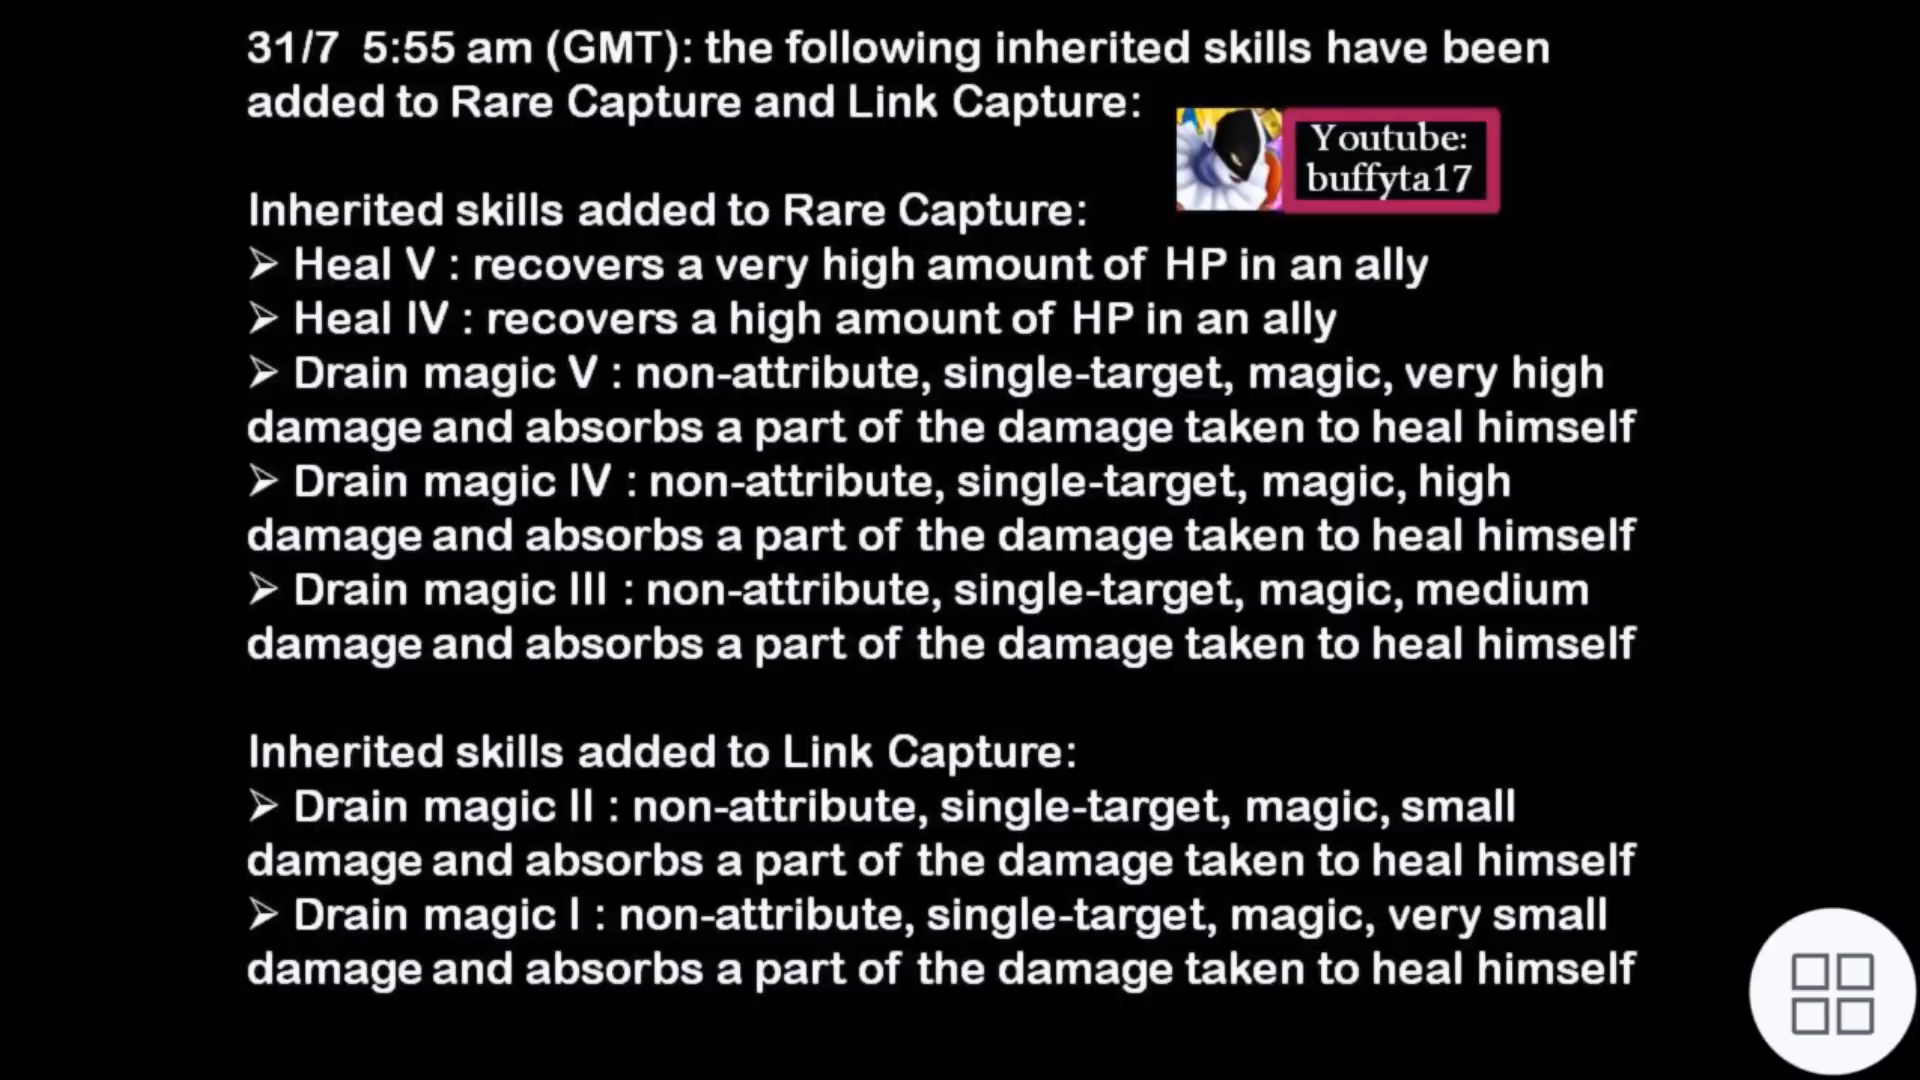 31/7 5:55 am (GMT): the following inherited skills have been
added to Rare Capture and Link Capture:
Youtube:
buffyta17
Inherited skills added to Rare Capture:
➢ Heal V : recovers a very high amount of HP in an ally
➢ Heal IV : recovers a high amount of HP in an ally
➢ Drain magic V : non-attribute, single-target, magic, very high
damage and absorbs a part of the damage taken to heal himself
➢ Drain magic IV : non-attribute, single-target, magic, high
damage and absorbs a part of the damage taken to heal himself
➢ Drain magic III : non-attribute, single-target, magic, medium
damage and absorbs a part of the damage taken to heal himself
Inherited skills added to Link Capture:
➢ Drain magic II : non-attribute, single-target, magic, small
damage and absorbs a part of the damage taken to heal himself
➢ Drain magic I : non-attribute, single-target, magic, very small
damage and absorbs a part of the damage taken to heal himself